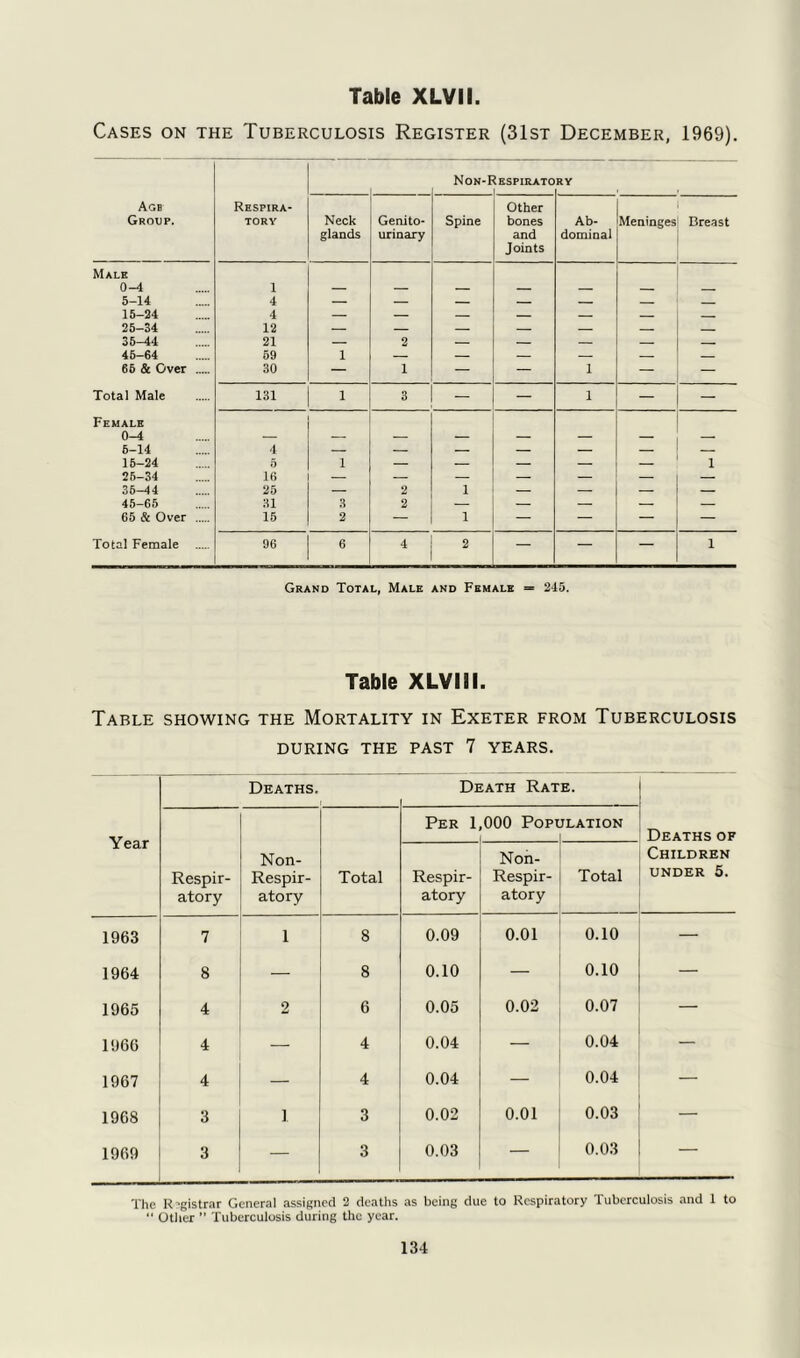 Table XLVII.
Cases on the Tuberculosis Register (31st December, 1969).
Age Group. | Respiratory | Non-Respiratory
Neck glands | Genito-urinary | Spine | Other bones and Joints | Abdominal | Meninges | Breast
Male
0-4 ..... 1 — — — — — — —
5-14 ..... 4 — — — — — — —
15-24 ..... 4 — — — — — — —
25-34 ..... 12 — — — — — — —
35-44 ..... 21 — 2 — — — — —
45-64 ..... 59 1 — — — — — —
65 & Over ..... 30 — 1 — — 1 — —
Total Male ..... 131 1 3 — — 1 — —
Female
0-4 ..... — — — — — — — —
5-14 ..... 4 — — — — — — —
15-24 ..... 5 1 — — — — — 1
25-34 ..... 16 — — — — — — —
35-44 ..... 25 — 2 1 — — — —
45-65 ..... 31 3 2 — — — — —
65 & Over ..... 15 2 — 1 — — — —
Total Female ..... 96 6 4 2 — — — 1
Grand Total, Male and Female = 245.
Table XLVIII.
Table showing the Mortality in Exeter from Tuberculosis
during the past 7 years.
Year | Deaths. | Death Rate. | Deaths of Children under 5.
Per 1,000 Population
Respiratory | Non-Respiratory | Total | Respiratory | Non-Respiratory | Total
1963 7 1 8 0.09 0.01 0.10 —
1964 8 — 8 0.10 — 0.10 —
1965 4 2 6 0.05 0.02 0.07 —
1966 4 — 4 0.04 — 0.04 —
1967 4 — 4 0.04 — 0.04 —
1968 3 1 3 0.02 0.01 0.03 —
1969 3 — 3 0.03 — 0.03 —
The Registrar General assigned 2 deaths as being due to Respiratory Tuberculosis and 1 to
" Other " Tuberculosis during the year.
134